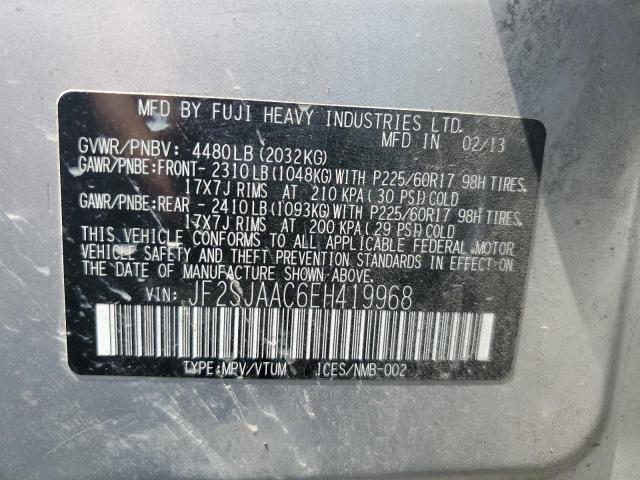 MFD BY FUJI HEAVY INDUSTRIES LTD.
MFD IN 02/13
GVWR/PNBV: 4480LB(2032KG)
GAWR/PNBE:FRONT- 2310LB(1048KG)WITH P225/60R17 98H TIRES,
17X7J RIMS AT 210 KPA(30 PSI)COLD
GAWR/PNBE:REAR - 2410LB(1093KG)WITH P225/60R17 98H TIRES,
17X7J RIMS AT 200 KPA(29 PSI)COLD
THIS VEHICLE CONFORMS TO ALL APPLICABLE FEDERAL MOTOR
VEHICLE SAFETY AND THEFT PREVENTION STANDARDS IN EFFECT
ON THE DATE OF MANUFACTURE SHOWN ABOVE.
VIN: JF2SJAAC6EH419968
TYPE:MPV/VTUM ICES/NMB-002